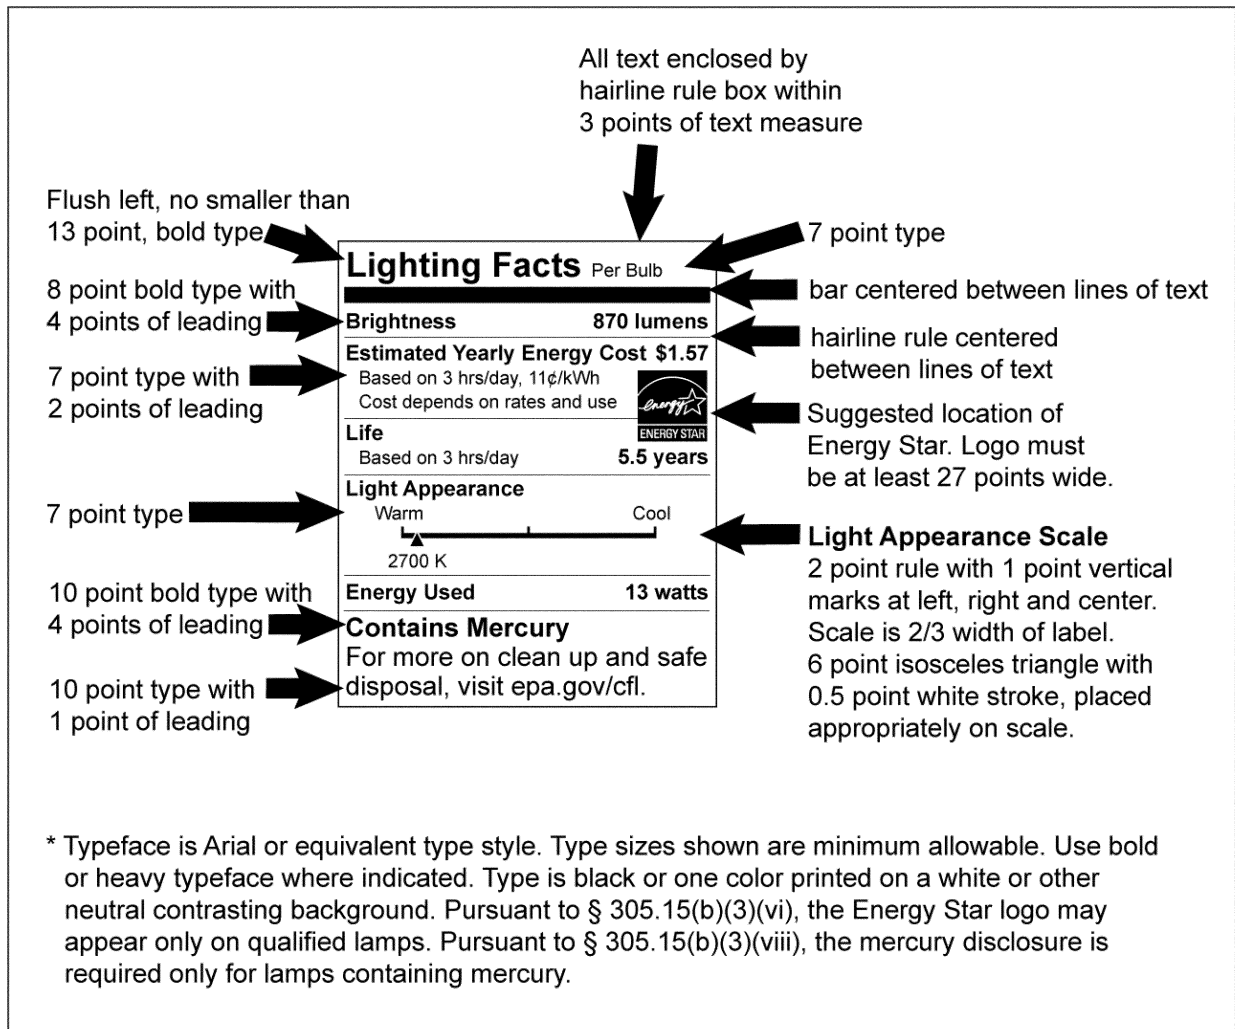 All text enclosed by
hairline rule box within
3 points of text measure
Flush left, no smaller than
13 point, bold type
7 point type
8 point bold type with
4 points of leading
bar centered between lines of text
hairline rule centered
between lines of text
7 point type with
2 points of leading
Suggested location of
Energy Star. Logo must
be at least 27 points wide.
7 point type
Light Appearance Scale
2 point rule with 1 point vertical
marks at left, right and center.
Scale is 2/3 width of label.
6 point isosceles triangle with
0.5 point white stroke, placed
appropriately on scale.
10 point bold type with
4 points of leading
10 point type with
1 point of leading
Lighting Facts Per Bulb
Brightness 870 lumens
Estimated Yearly Energy Cost $1.57
Based on 3 hrs/day, 11¢/kWh
Cost depends on rates and use
energy
ENERGY STAR
Life
Based on 3 hrs/day 5.5 years
Light Appearance
Warm Cool
2700 K
Energy Used 13 watts
Contains Mercury
For more on clean up and safe
disposal, visit epa.gov/cfl.
* Typeface is Arial or equivalent type style. Type sizes shown are minimum allowable. Use bold
or heavy typeface where indicated. Type is black or one color printed on a white or other
neutral contrasting background. Pursuant to § 305.15(b)(3)(vi), the Energy Star logo may
appear only on qualified lamps. Pursuant to § 305.15(b)(3)(viii), the mercury disclosure is
required only for lamps containing mercury.